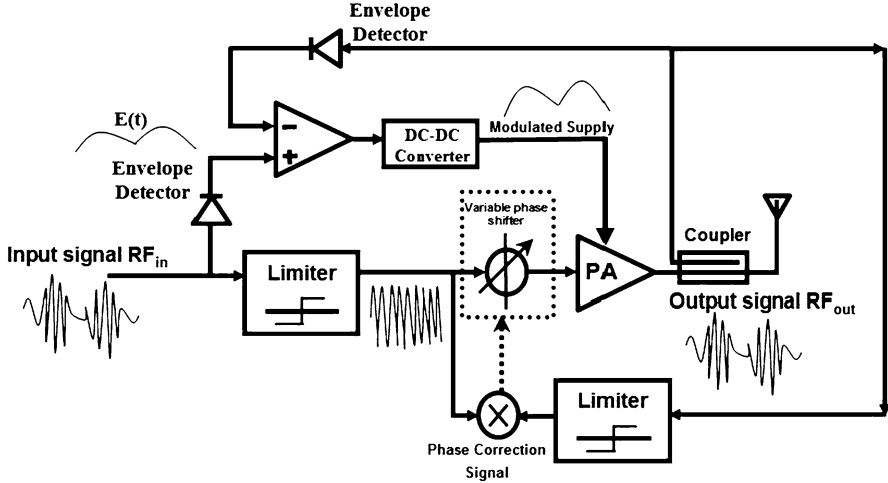 Envelope
Detector
E(t)
−
+
DC-DC
Converter
Modulated Supply
Envelope
Detector
Variable phase
shifter
Input signal RFin
Limiter
PA
Coupler
Output signal RFout
Limiter
X
Phase Correction
Signal